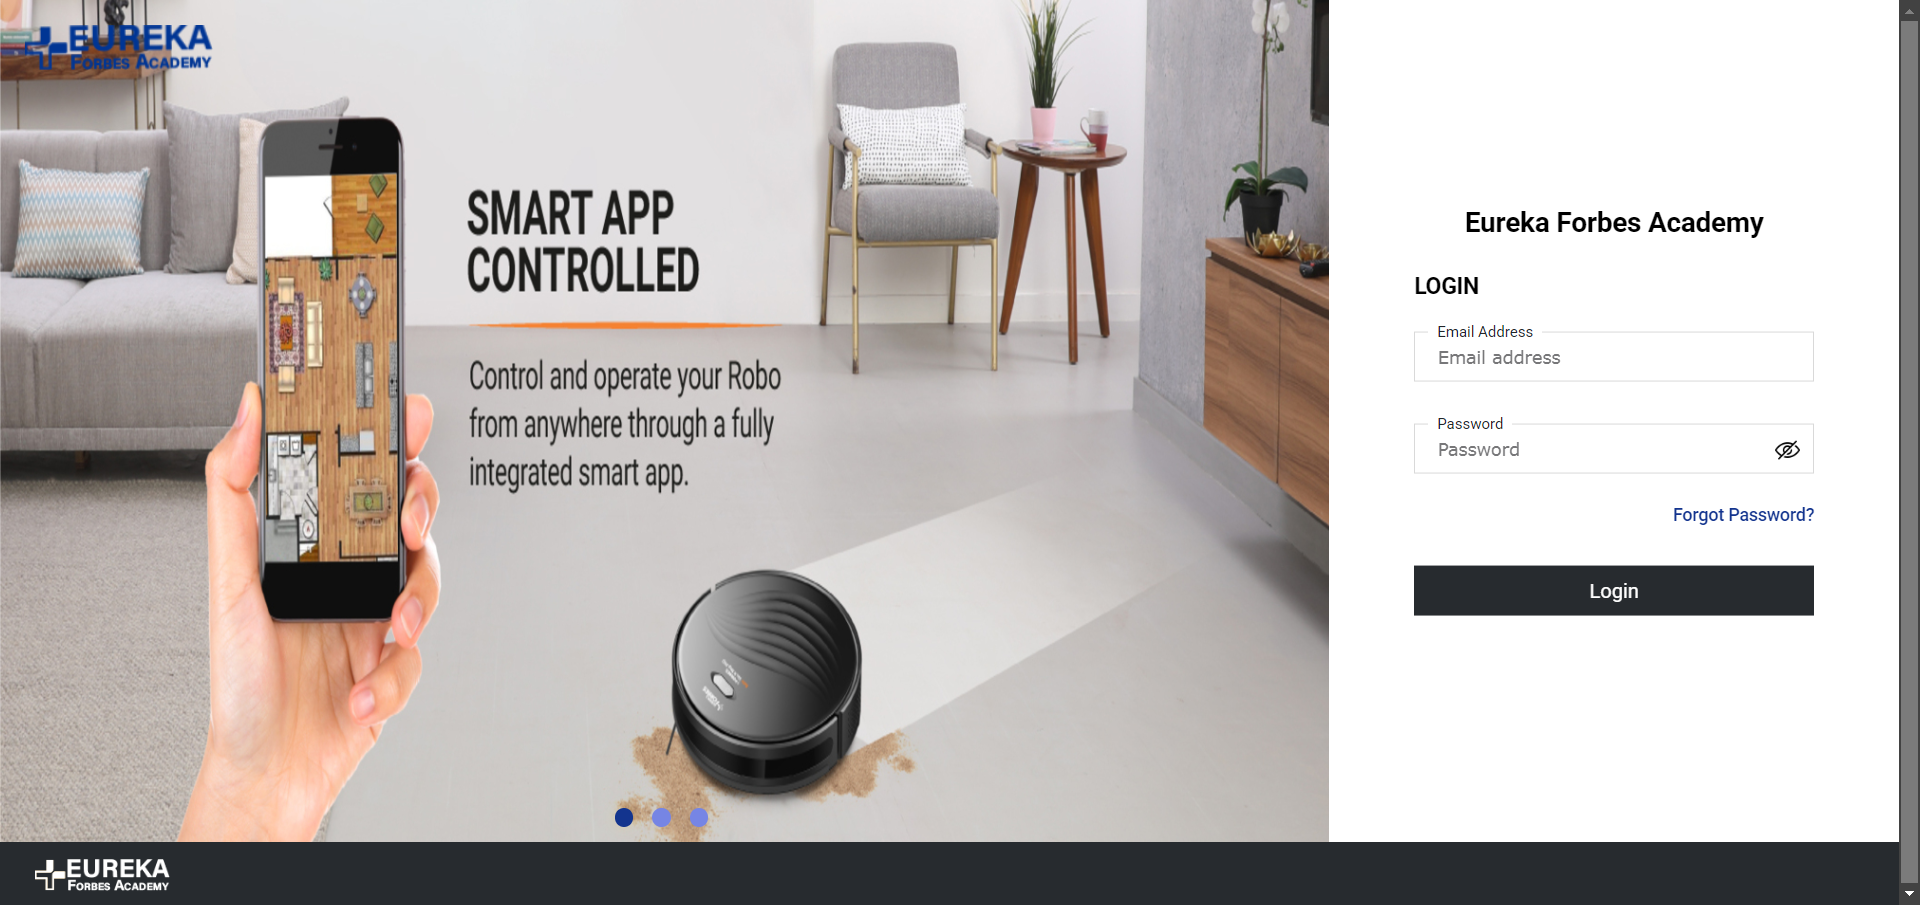 EUREKA
FORBES ACADEMY
SMART APP
CONTROLLED
Control and operate your Robo
from anywhere through a fully
integrated smart app.
Eureka Forbes Academy
LOGIN
Email Address
Email address
Password
Password
Forgot Password?
Login
EUREKA
FORBES ACADEMY